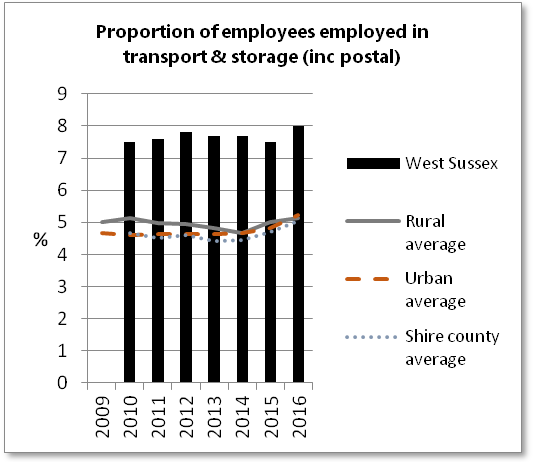 Proportion of employees employed in
transport & storage (inc postal)
9
8
7
6
5
4
3
2
1
0
%
2009
2010
2011
2012
2013
2014
2015
2016
West Sussex
Rural
average
Urban
average
Shire county
average